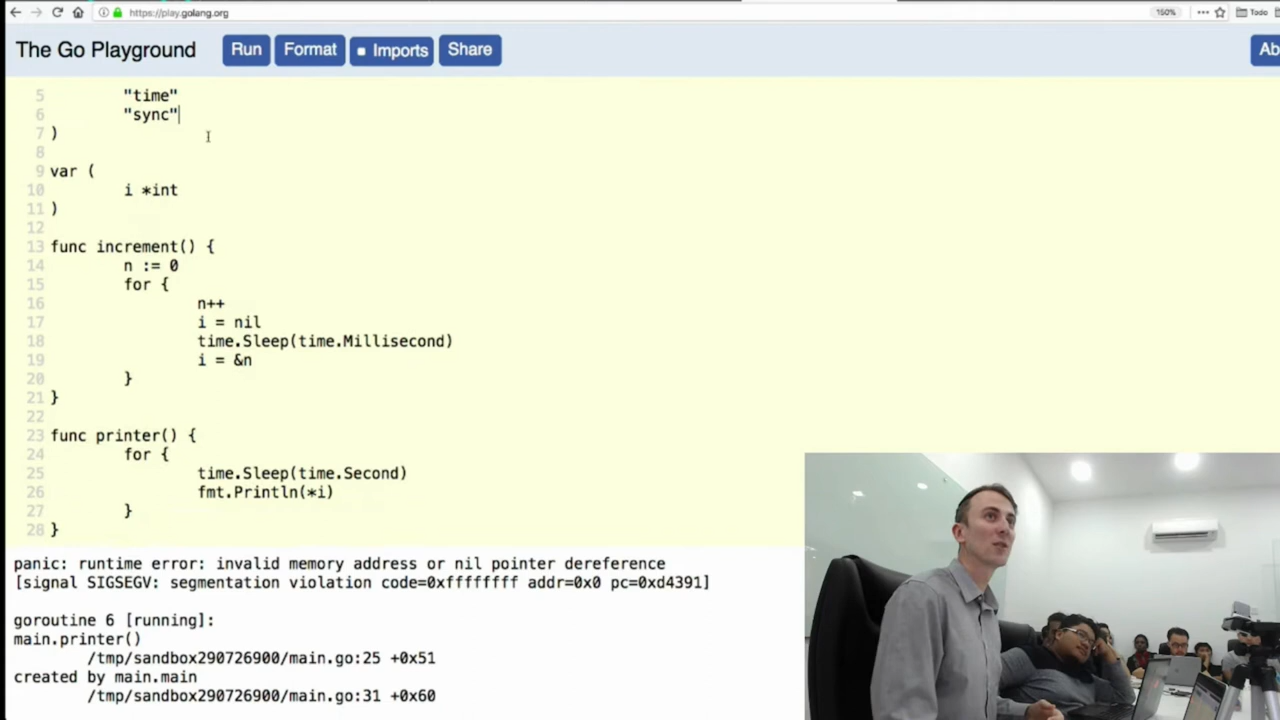 https://play.golang.org
150%
Todo
The Go Playground
Run
Format
Imports
Share
Ab
5 "time"
6 "sync"
7 )
8
9 var (
10 i *int
11 )
12
13 func increment() {
14 n := 0
15 for {
16 n++
17 i = nil
18 time.Sleep(time.Millisecond)
19 i = &n
20 }
21 }
22
23 func printer() {
24 for {
25 time.Sleep(time.Second)
26 fmt.Println(*i)
27 }
28 }
panic: runtime error: invalid memory address or nil pointer dereference
[signal SIGSEGV: segmentation violation code=0xffffffff addr=0x0 pc=0xd4391]
goroutine 6 [running]:
main.printer()
/tmp/sandbox290726900/main.go:25 +0x51
created by main.main
/tmp/sandbox290726900/main.go:31 +0x60